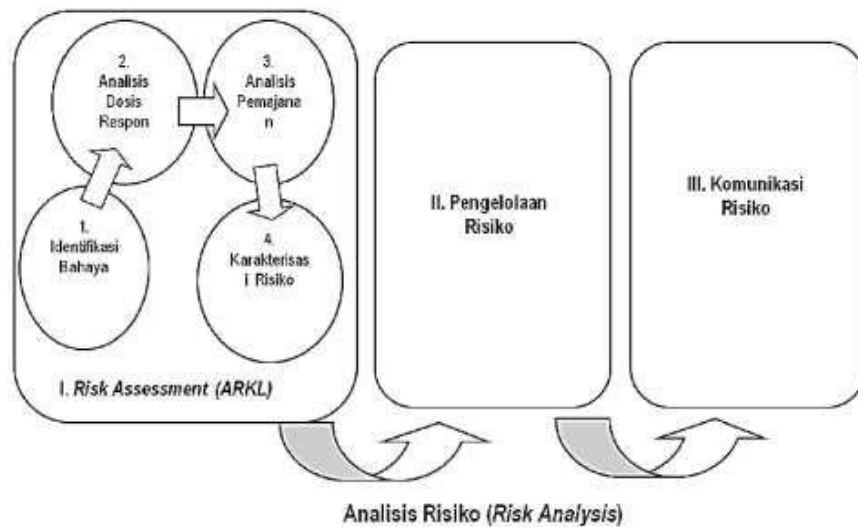 1.
Identifikasi
Bahaya
2.
Analisis
Dosis
Respon
3.
Analisis
Pemajana
n
4.
Karakterisas
i Risiko
I. Risk Assessment (ARKL)
II. Pengelolaan
Risiko
III. Komunikasi
Risiko
Analisis Risiko (Risk Analysis)